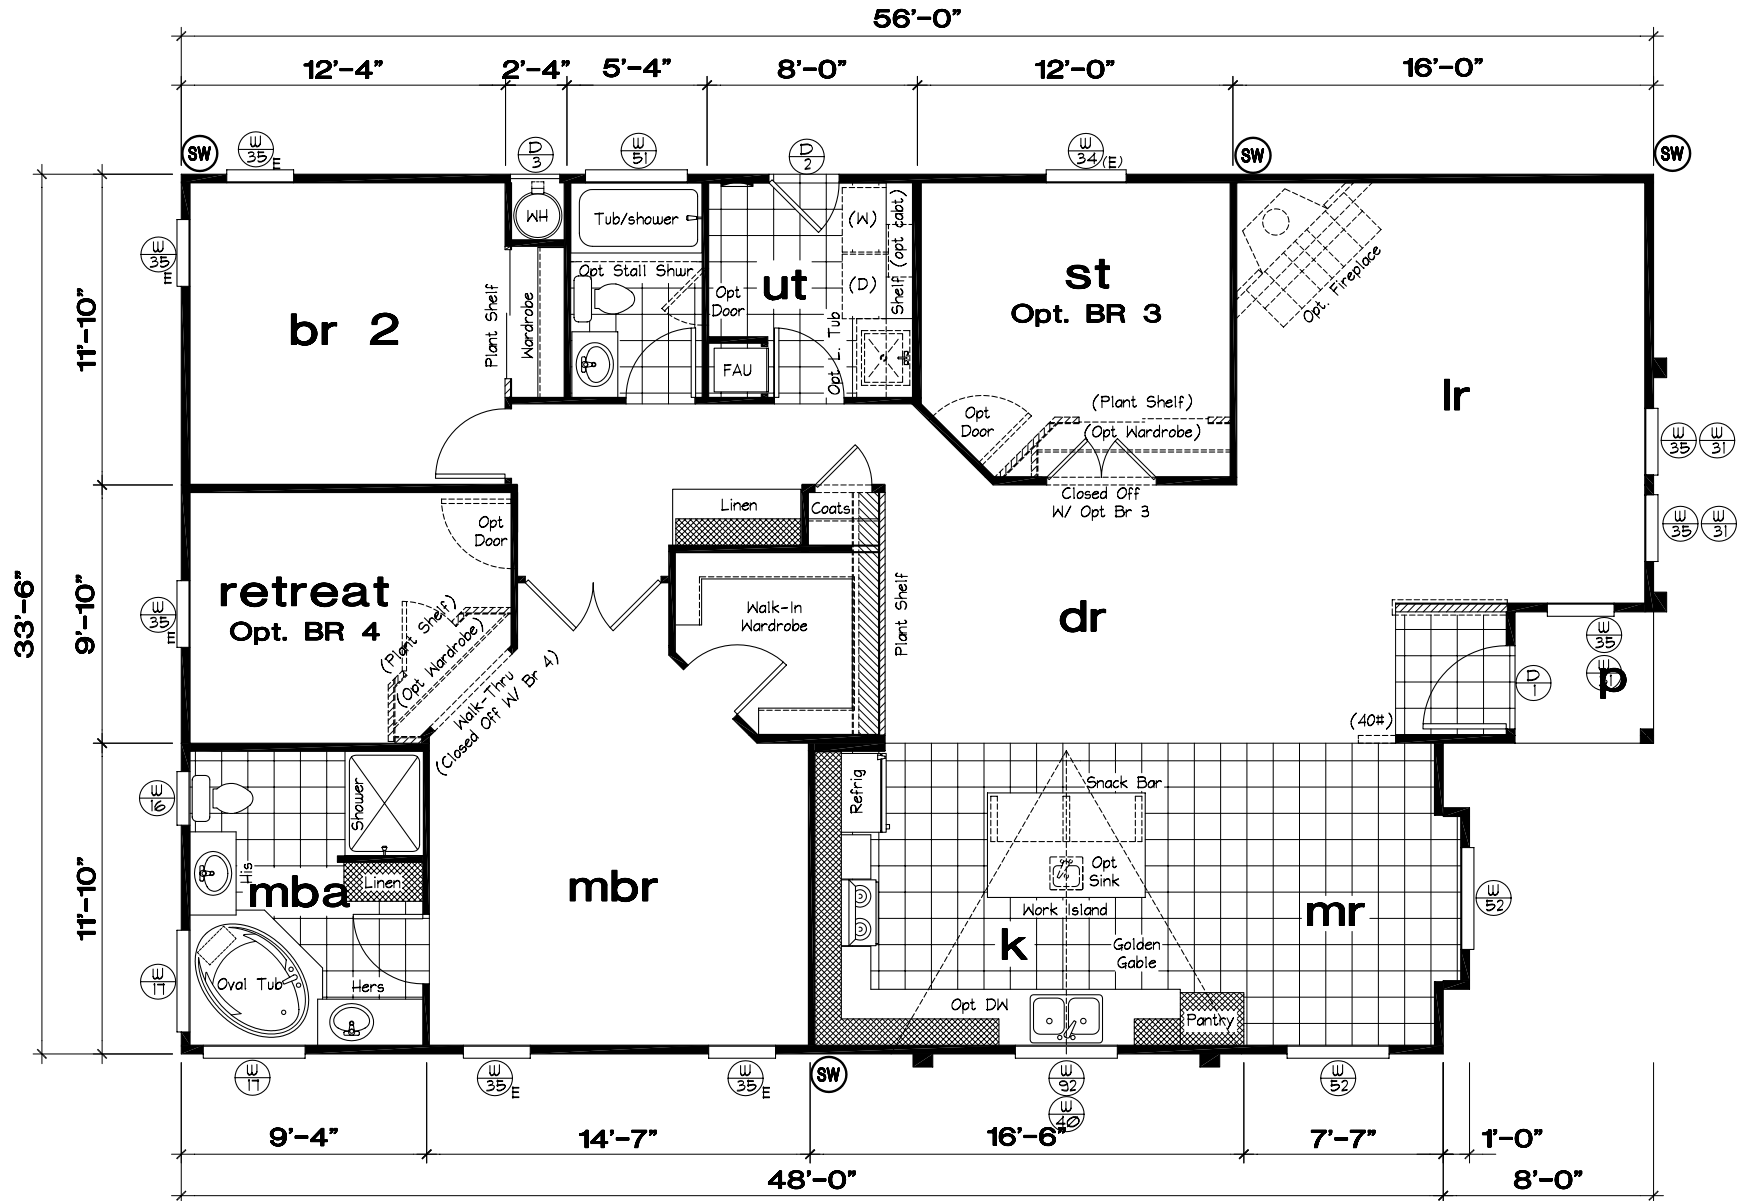 56'-0"
12'-4" 2'-4" 5'-4" 8'-0" 12'-0" 16'-0"
SW
W
35
E
D
3
W
51
D
2
W
34
(E)
SW
SW
WH
Tub/shower
(W)
Shelf (opt cabt)
W
35
E
Opt Stall Shwr
ut
(D)
st
Opt. BR 3
Opt. Fireplace
Opt
Door
br 2
Plant Shelf
Wardrobe
Opt L. Tub
FAU
11'-10"
lr
Opt
Door
(Plant Shelf)
(Opt Wardrobe)
W
35
W
31
Closed Off
W/ Opt Br 3
Linen
Coats
W
35
W
31
Opt
Door
33'-6"
9'-10"
retreat
Opt. BR 4
W
35
E
(Plant Shelf)
(Opt Wardrobe)
Walk-Thru
(Closed Off W/ Br 4)
Walk-In
Wardrobe
Plant Shelf
dr
W
35
W
31
p
D
1
(40#)
W
16
Shower
Refrig
Snack Bar
His
mba
Linen
mbr
Opt
Sink
Work Island
k
Golden
Gable
mr
W
52
11'-10"
W
17
Oval Tub
Hers
Opt DW
Pantry
W
17
W
35
E
W
35
E
SW
W
92
W
40
W
52
9'-4" 14'-7" 16'-6" 7'-7" 1'-0"
48'-0" 8'-0"